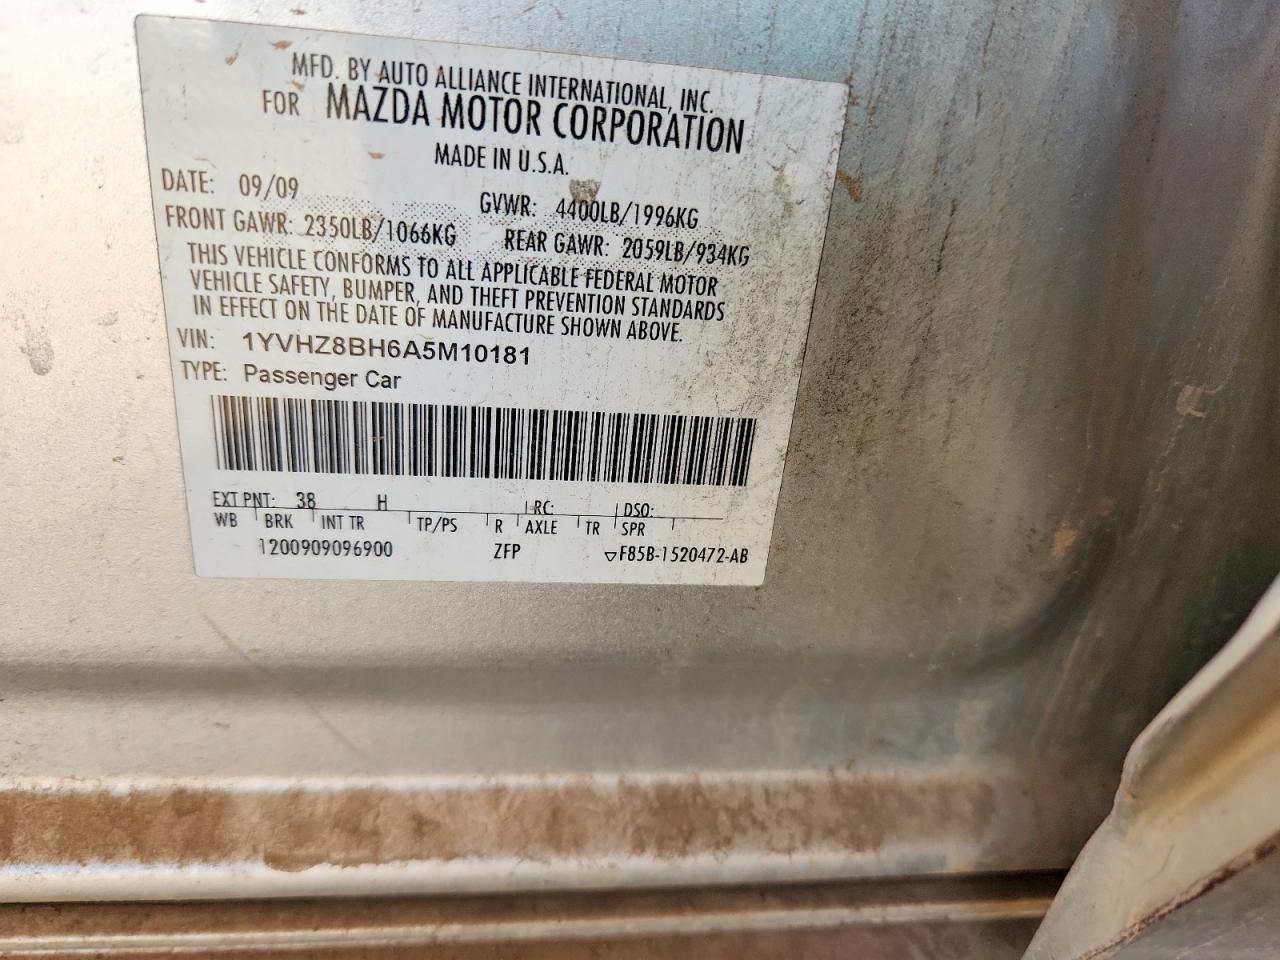 MFD. BY AUTO ALLIANCE INTERNATIONAL, INC.
FOR MAZDA MOTOR CORPORATION
MADE IN U.S.A.
DATE: 09/09 GVWR: 4400LB/1996KG
FRONT GAWR: 2350LB/1066KG REAR GAWR: 2059LB/934KG
THIS VEHICLE CONFORMS TO ALL APPLICABLE FEDERAL MOTOR
VEHICLE SAFETY, BUMPER, AND THEFT PREVENTION STANDARDS
IN EFFECT ON THE DATE OF MANUFACTURE SHOWN ABOVE.
VIN: 1YVHZ8BH6A5M10181
TYPE: Passenger Car
EXT PNT: 38 H RC: DSO:
WB BRK INT TR TP/PS R AXLE TR SPR
1200909096900 ZFP ▽F85B-1520472-AB